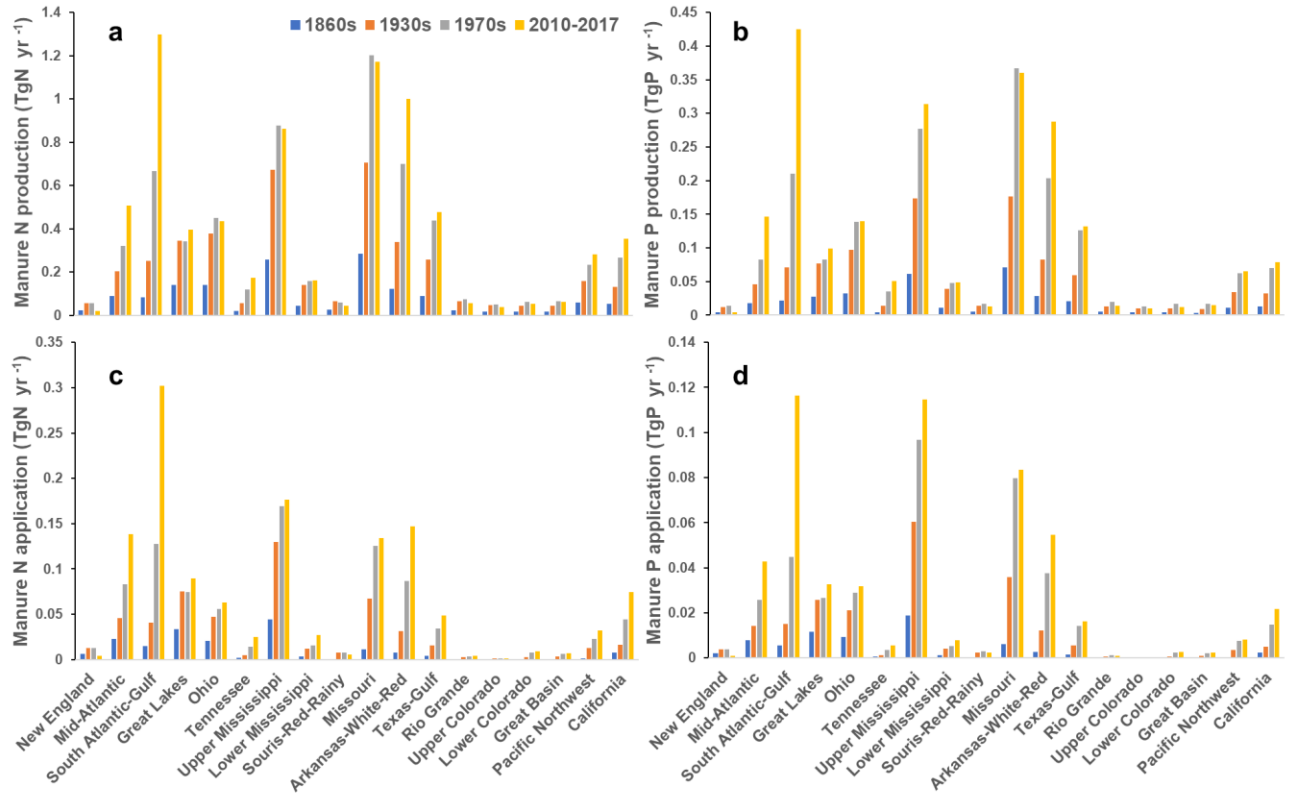 a
1860s 1930s 1970s 2010-2017
Manure N production (TgN yr -1)
1.4
1.2
1
0.8
0.6
0.4
0.2
0
b
Manure P production (TgP yr -1)
0.45
0.4
0.35
0.3
0.25
0.2
0.15
0.1
0.05
0
c
Manure N application (TgN yr -1)
0.35
0.3
0.25
0.2
0.15
0.1
0.05
0
New England
Mid-Atlantic
South Atlantic-Gulf
Great Lakes
Ohio
Tennessee
Upper Mississippi
Lower Mississippi
Souris-Red-Rainy
Missouri
Arkansas-White-Red
Texas-Gulf
Rio Grande
Upper Colorado
Lower Colorado
Great Basin
Pacific Northwest
California
d
Manure P application (TgP yr -1)
0.14
0.12
0.1
0.08
0.06
0.04
0.02
0
New England
Mid-Atlantic
South Atlantic-Gulf
Great Lakes
Ohio
Tennessee
Upper Mississippi
Lower Mississippi
Souris-Red-Rainy
Missouri
Arkansas-White-Red
Texas-Gulf
Rio Grande
Upper Colorado
Lower Colorado
Great Basin
Pacific Northwest
California